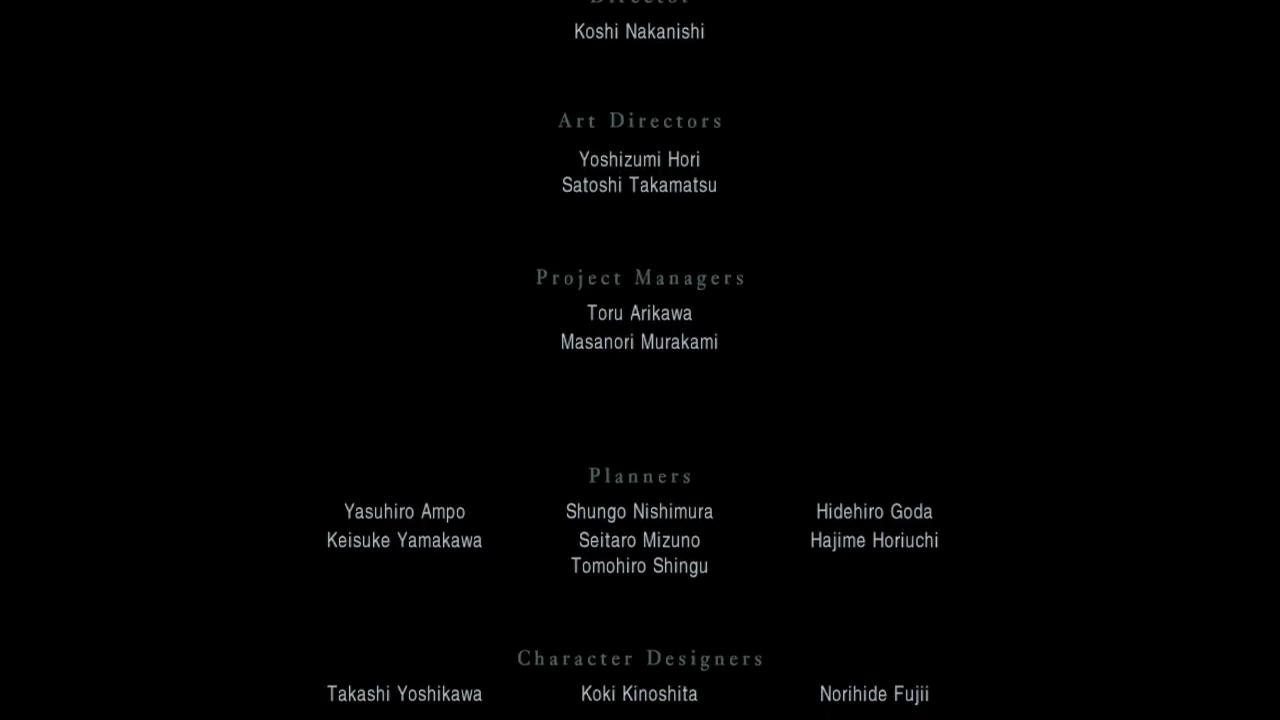 Director
Koshi Nakanishi
Art Directors
Yoshizumi Hori
Satoshi Takamatsu
Project Managers
Toru Arikawa
Masanori Murakami
Planners
Yasuhiro Ampo Shungo Nishimura Hidehiro Goda
Keisuke Yamakawa Seitaro Mizuno Hajime Horiuchi
Tomohiro Shingu
Character Designers
Takashi Yoshikawa Koki Kinoshita Norihide Fujii